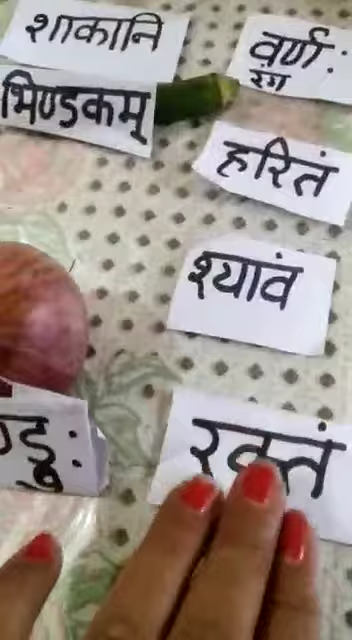 शाकानि
वर्णः
रंग
भिण्डकम्
हरितं
श्यावं
रक्तं